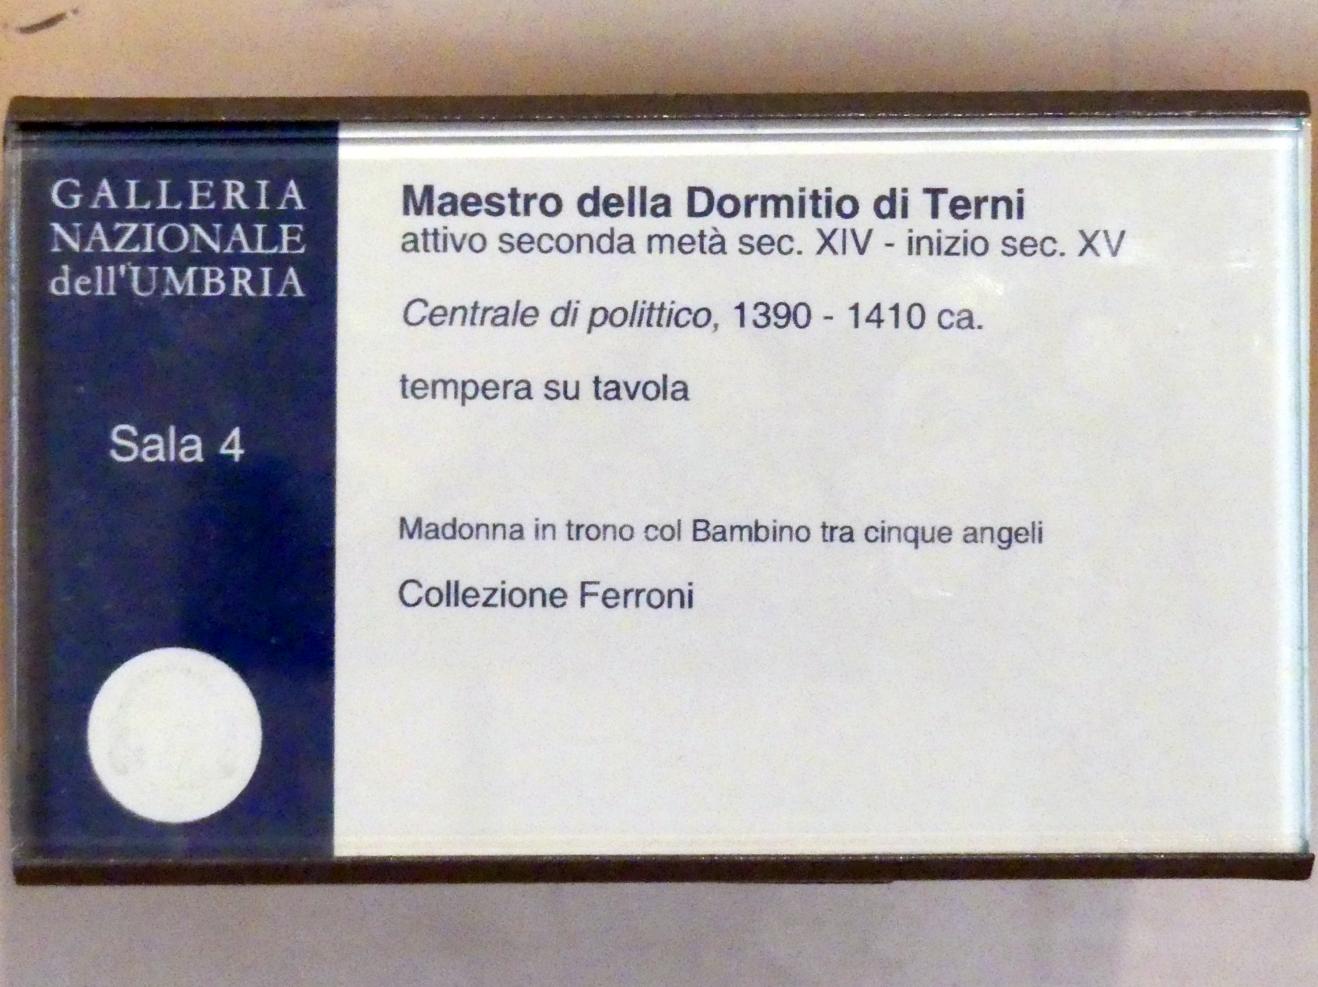 GALLERIA
NAZIONALE
dell'UMBRIA
Sala 4
Maestro della Dormitio di Terni
attivo seconda metà sec. XIV - inizio sec. XV
Centrale di polittico, 1390 - 1410 ca.
tempera su tavola
Madonna in trono col Bambino tra cinque angeli
Collezione Ferroni